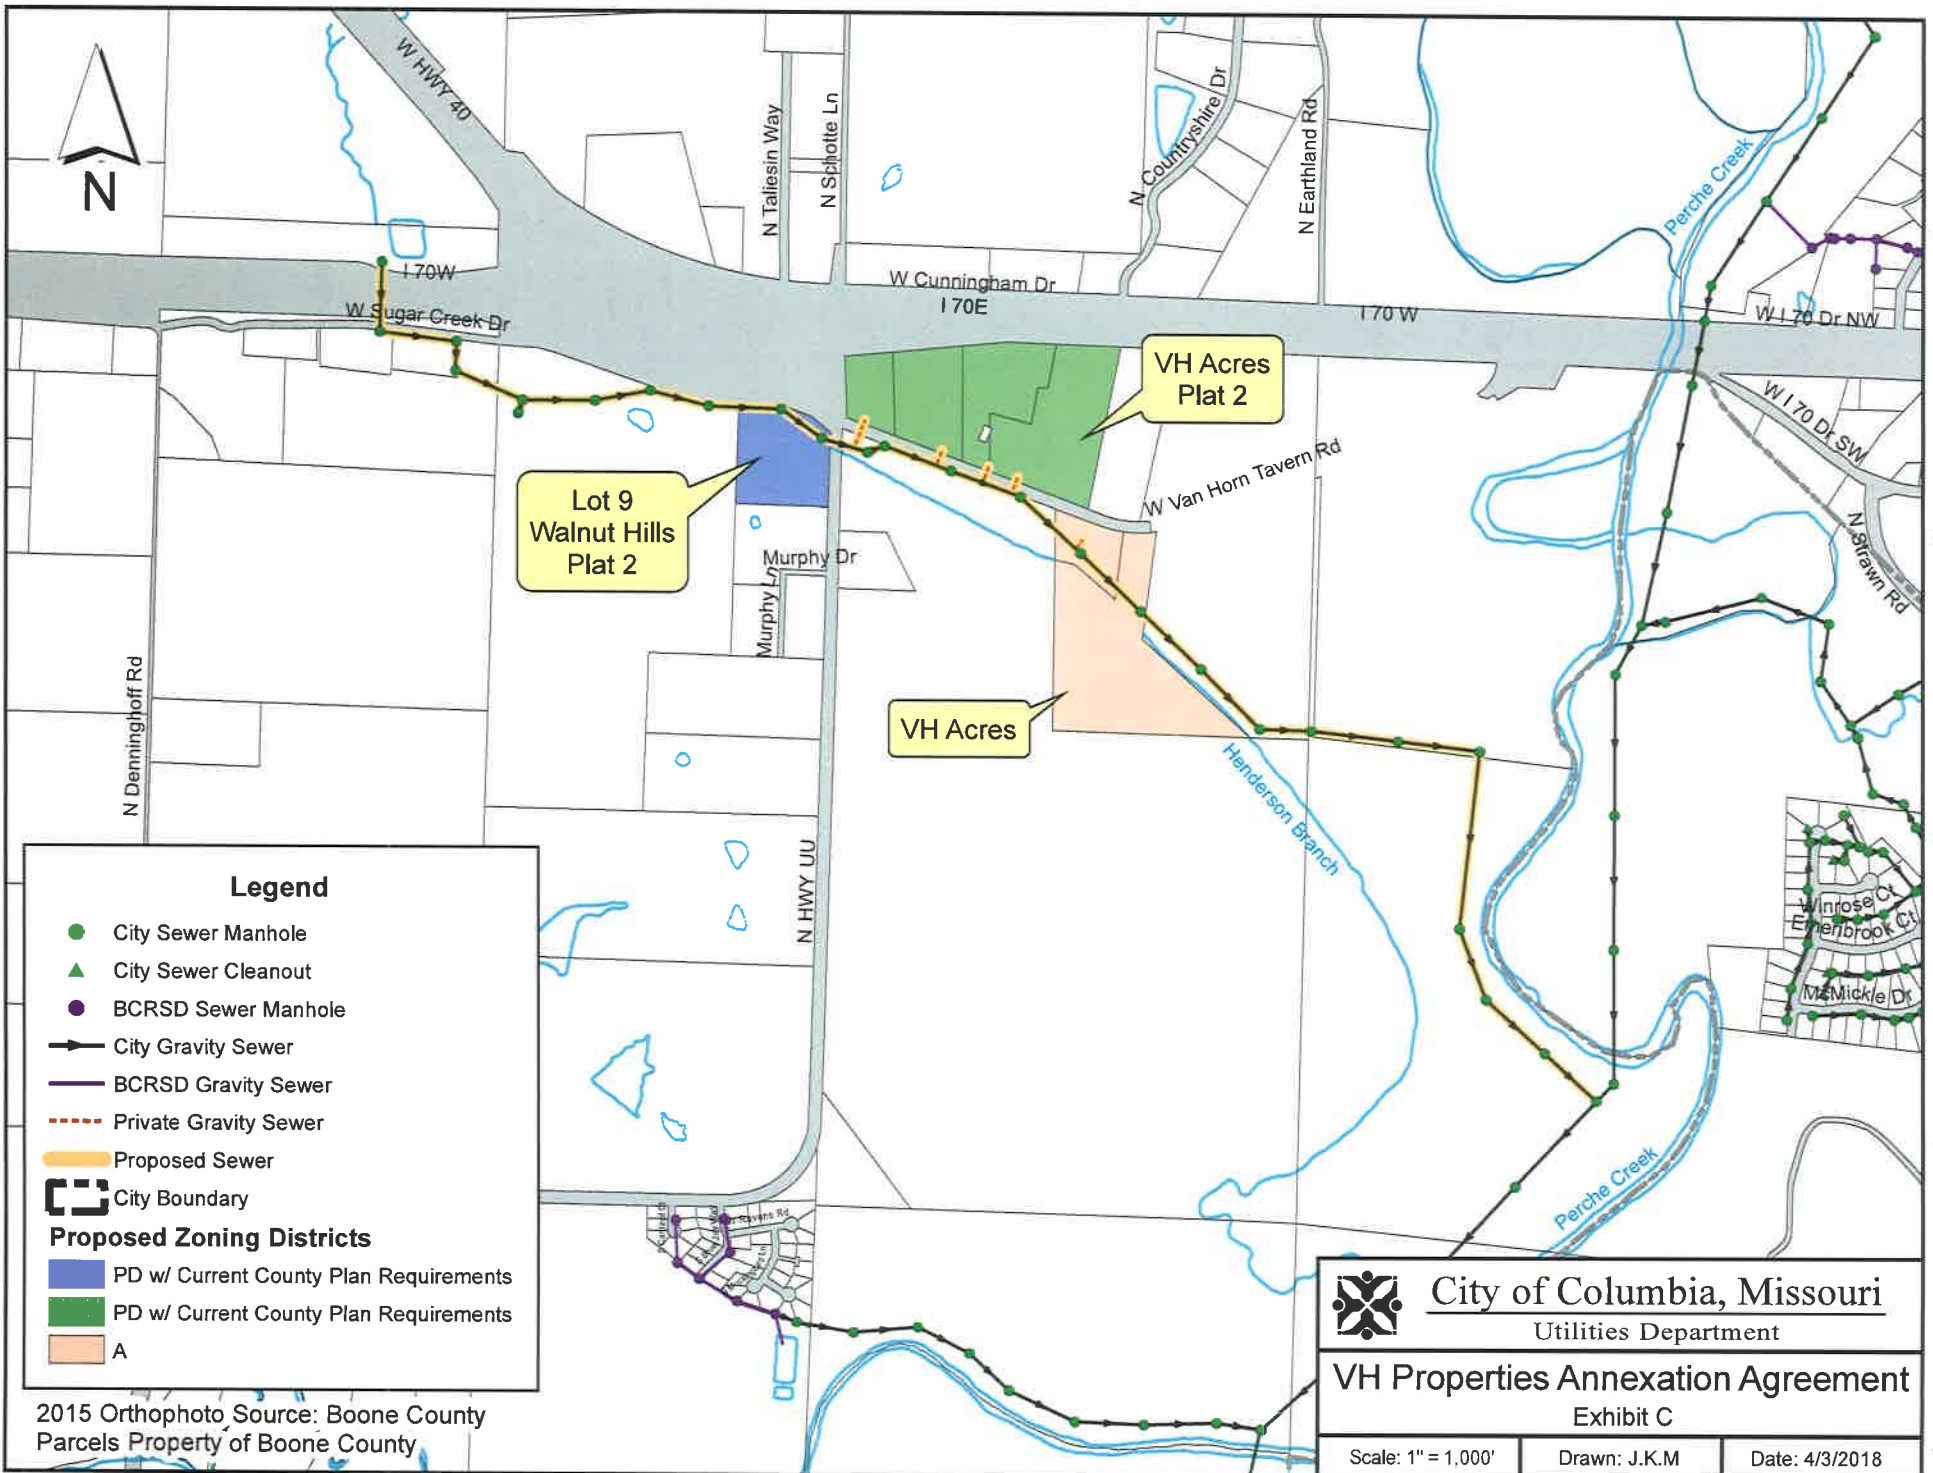 W HWY 40
N
N Taliesin Way
N Schotte Ln
N Countryshire Dr
N Earthland Rd
Perche Creek
I 70W
W Sugar Creek Dr
W Cunningham Dr
I 70E
I 70 W
W I 70 Dr NW
VH Acres
Plat 2
W I 70 Dr SW
W Van Horn Tavern Rd
Lot 9
Walnut Hills
Plat 2
Murphy Dr
Murphy Ln
N Strawn Rd
N Denninghoff Rd
VH Acres
Henderson Branch
N HWY UU
Winrose Ct
McMickle Dr
Perche Creek
Ravens Rd
Legend
City Sewer Manhole
City Sewer Cleanout
BCRSD Sewer Manhole
City Gravity Sewer
BCRSD Gravity Sewer
Private Gravity Sewer
Proposed Sewer
City Boundary
Proposed Zoning Districts
PD w/ Current County Plan Requirements
PD w/ Current County Plan Requirements
A
2015 Orthophoto Source: Boone County
Parcels Property of Boone County
City of Columbia, Missouri
Utilities Department
VH Properties Annexation Agreement
Exhibit C
Scale: 1" = 1,000'
Drawn: J.K.M
Date: 4/3/2018